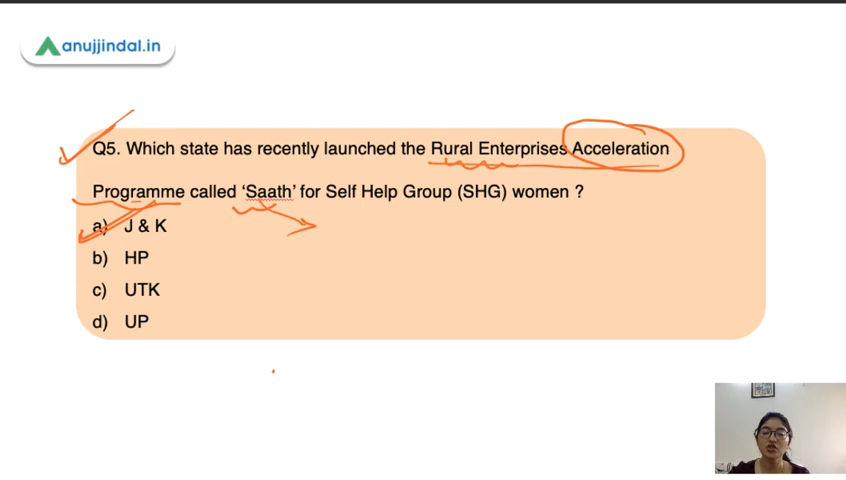 anujjindal.in
Q5. Which state has recently launched the Rural Enterprises Acceleration
Programme called ‘Saath’ for Self Help Group (SHG) women ?
a) J & K
b) HP
c) UTK
d) UP